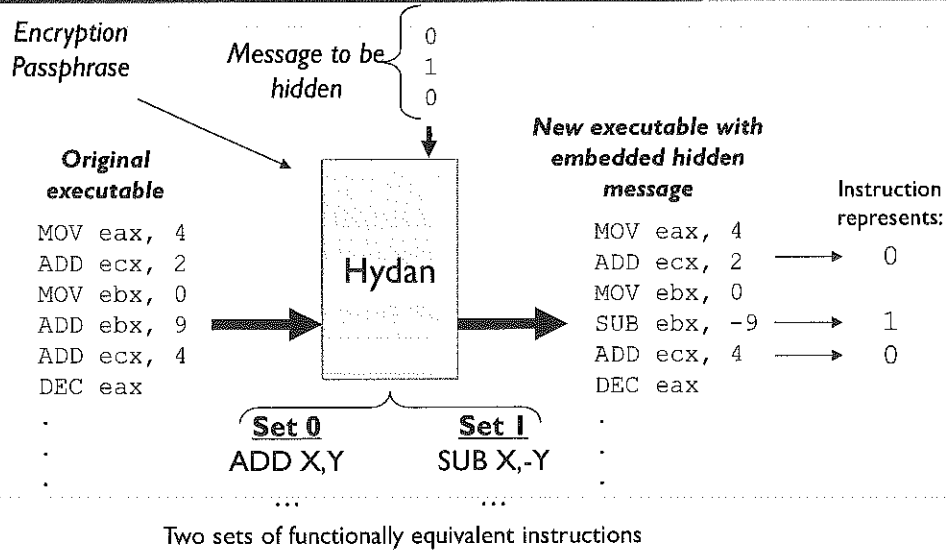 Encryption
Passphrase
Message to be
hidden
0
1
0
Original
executable
MOV eax, 4
ADD ecx, 2
MOV ebx, 0
ADD ebx, 9
ADD ecx, 4
DEC eax
.
.
.
Hydan
New executable with
embedded hidden
message
MOV eax, 4
ADD ecx, 2
MOV ebx, 0
SUB ebx, -9
ADD ecx, 4
DEC eax
.
.
.
Instruction
represents:
0
1
0
Set 0
ADD X,Y
...
Set 1
SUB X,-Y
...
Two sets of functionally equivalent instructions